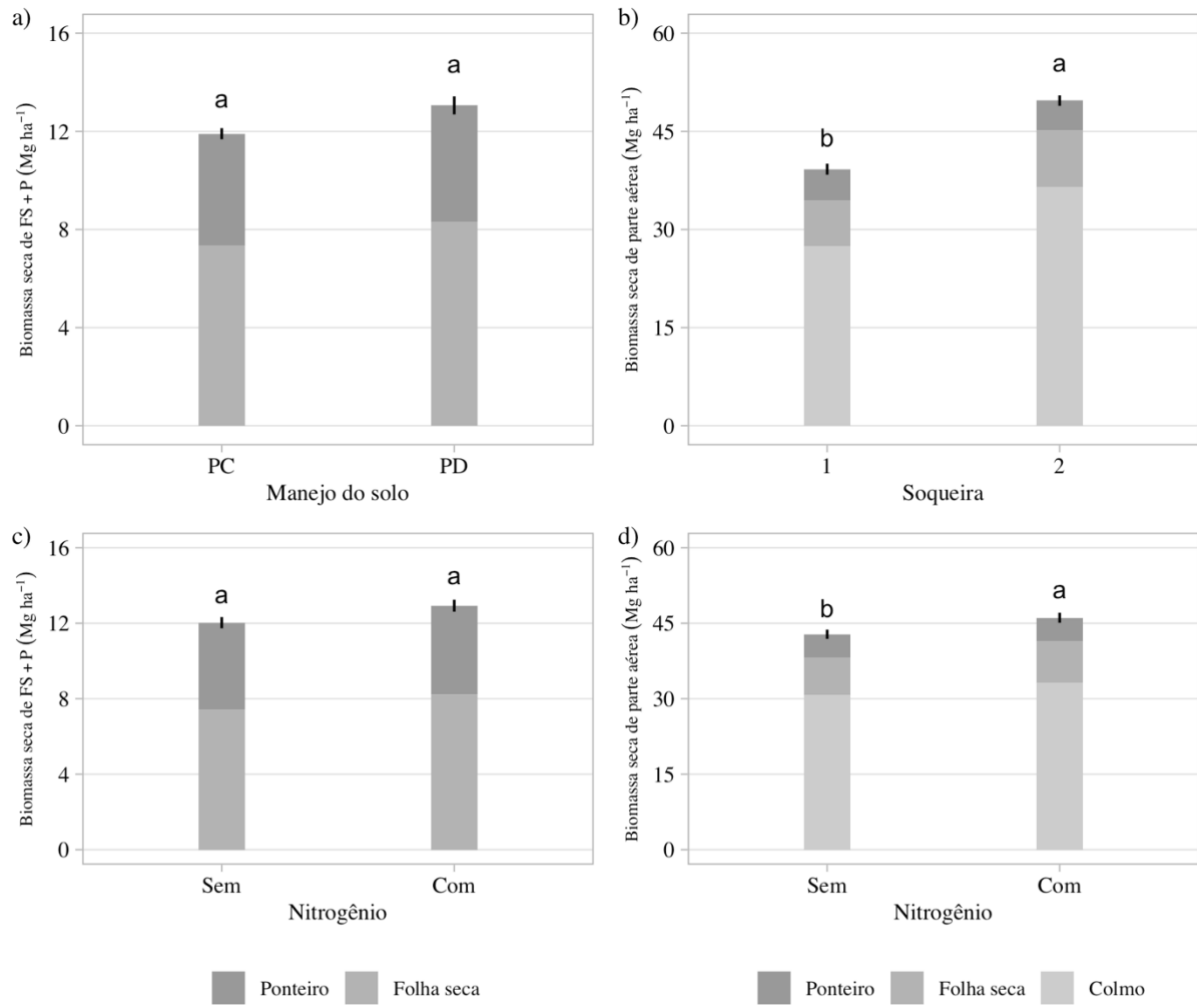 a)
Biomassa seca de FS + P (Mg ha⁻¹)
16
12
8
4
0
a
a
PC
PD
Manejo do solo
b)
Biomassa seca de parte aérea (Mg ha⁻¹)
60
45
30
15
0
b
a
1
2
Soqueira
c)
Biomassa seca de FS + P (Mg ha⁻¹)
16
12
8
4
0
a
a
Sem
Com
Nitrogênio
d)
Biomassa seca de parte aérea (Mg ha⁻¹)
60
45
30
15
0
b
a
Sem
Com
Nitrogênio
Ponteiro Folha seca
Ponteiro Folha seca Colmo